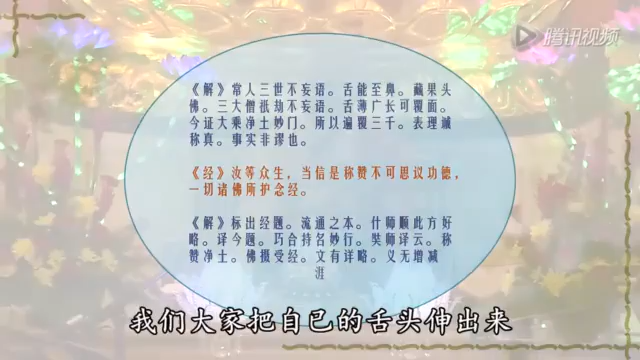 腾讯视频
《解》常人三世不妄语。舌能至鼻。藏果头
佛。三大僧祇劫不妄语。舌薄广长可覆面。
今证大乘净土妙门。所以遍覆三千。表理诚
称真。事实非谬也。
《经》汝等众生，当信是称赞不可思议功德，
一切诸佛所护念经。
《解》标出经题。流通之本。什师顺此方好
略。译今题。巧合持名妙行。奘师译云。称
赞净土。佛摄受经。文有详略。义无增减
涯
我们大家把自己的舌头伸出来